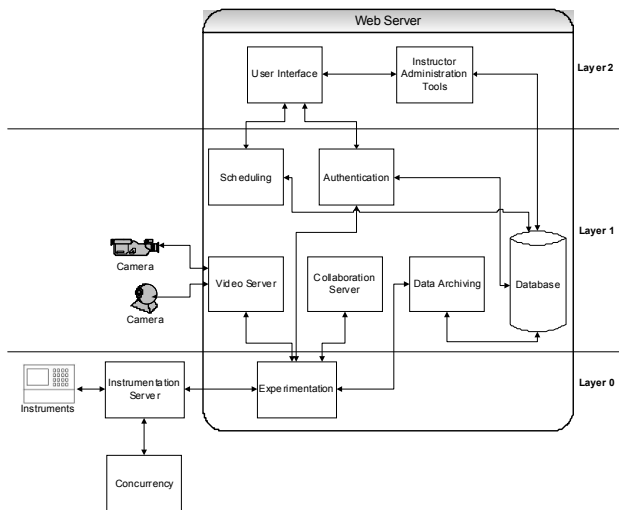 Web Server
User Interface
Instructor
Administration
Tools
Layer 2
Scheduling
Authentication
Layer 1
Camera
Video Server
Collaboration
Server
Data Archiving
Database
Camera
Instruments
Instrumentation
Server
Experimentation
Layer 0
Concurrency